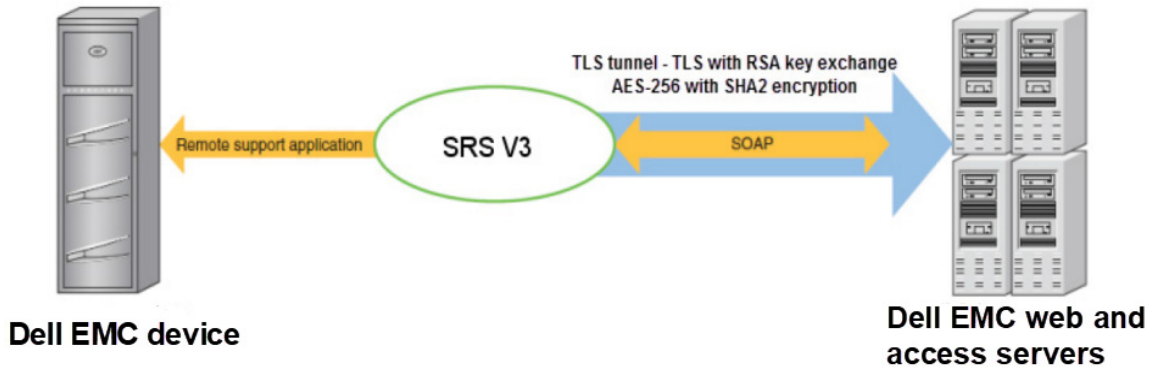 TLS tunnel - TLS with RSA key exchange
AES-256 with SHA2 encryption
Remote support application
SRS V3
SOAP
Dell EMC device
Dell EMC web and
access servers